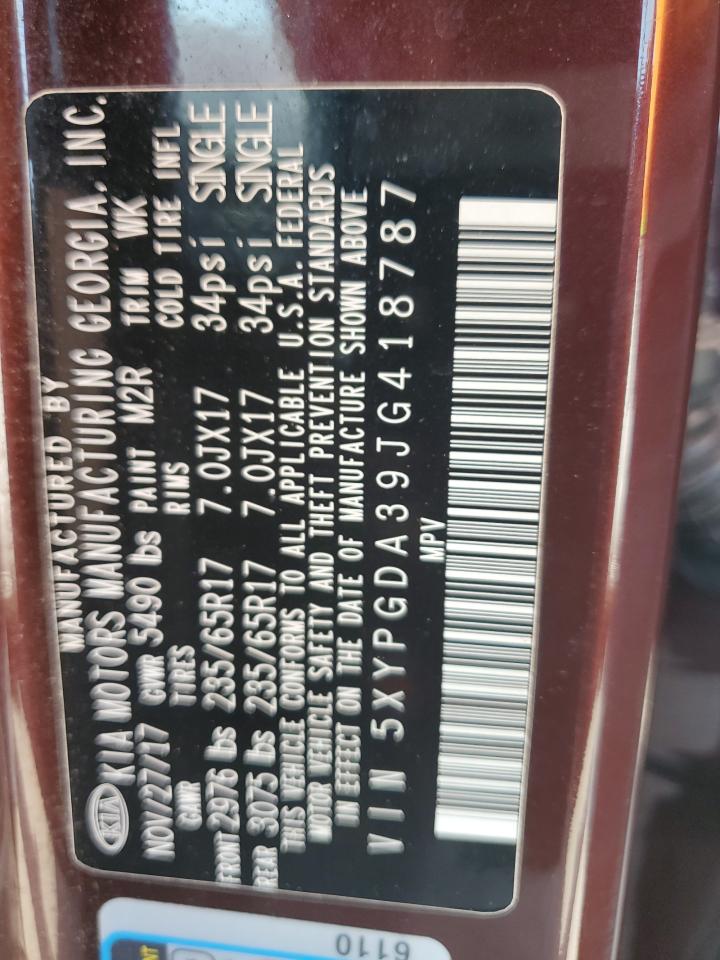 MANUFACTURED BY
KIA KIA MOTORS MANUFACTURING GEORGIA, INC.
NOV/27/17 GVWR 5490 lbs PAINT M2R TRIM WK
GAWR TIRES RIMS COLD TIRE INFL
FRONT 2976 lbs 235/65R17 7.0JX17 34psi SINGLE
REAR 3075 lbs 235/65R17 7.0JX17 34psi SINGLE
THIS VEHICLE CONFORMS TO ALL APPLICABLE U.S.A. FEDERAL
MOTOR VEHICLE SAFETY AND THEFT PREVENTION STANDARDS
IN EFFECT ON THE DATE OF MANUFACTURE SHOWN ABOVE
VIN 5XYPGDA39JG418787
MPV
6110